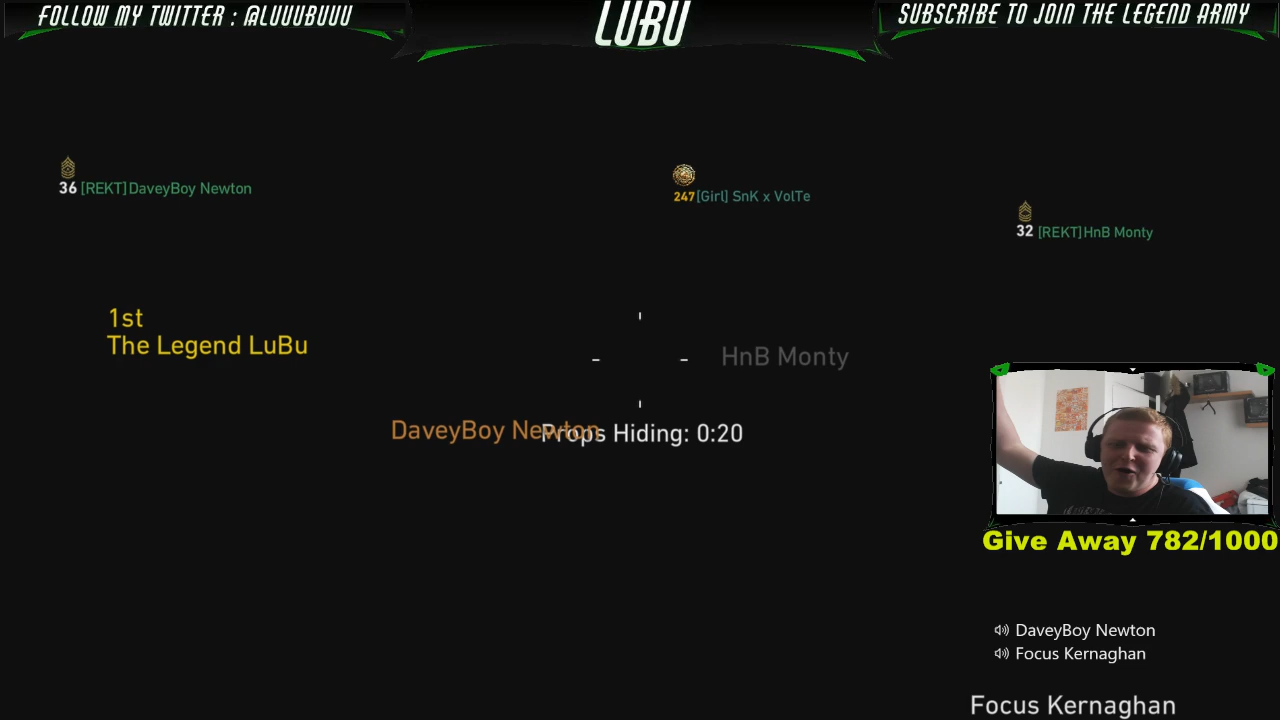 FOLLOW MY TWITTER : @LUUUBUUU
LUBU
SUBSCRIBE TO JOIN THE LEGEND ARMY
36 [REKT]DaveyBoy Newton
247[Girl] SnK x VolTe
32 [REKT]HnB Monty
1st
The Legend LuBu
HnB Monty
DaveyBoy Newton
Props Hiding: 0:20
Give Away 782/1000
DaveyBoy Newton
Focus Kernaghan
Focus Kernaghan